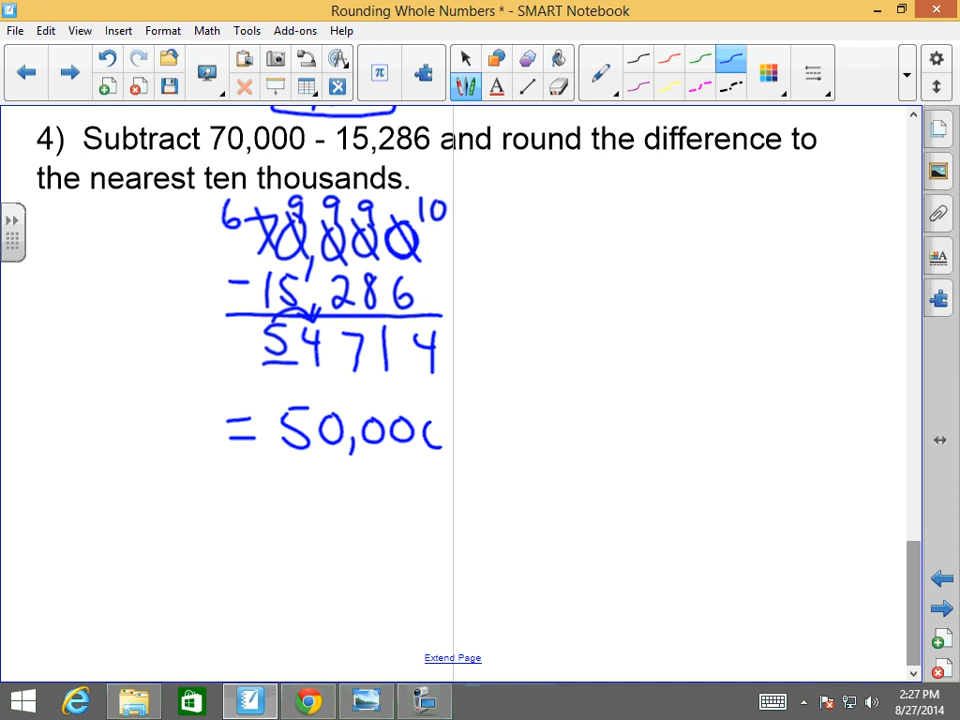 Rounding Whole Numbers * - SMART Notebook
File Edit View Insert Format Math Tools Add-ons Help
4) Subtract 70,000 - 15,286 and round the difference to
the nearest ten thousands.
6 9 9 9 10
70,000
- 15,286
54714
= 50,000
Extend Page
2:27 PM
8/27/2014